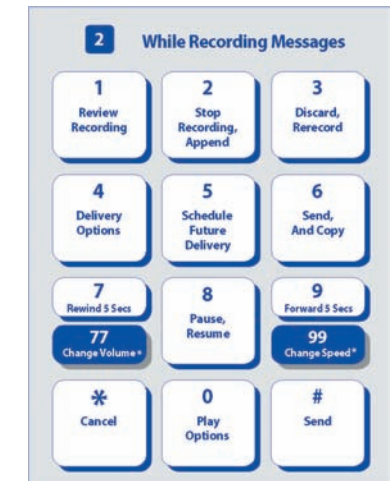 2 While Recording Messages
1
Review
Recording
2
Stop
Recording,
Append
3
Discard,
Rerecord
4
Delivery
Options
5
Schedule
Future
Delivery
6
Send,
And Copy
7
Rewind 5 Secs
77
Change Volume*
8
Pause,
Resume
9
Forward 5 Secs
99
Change Speed*
*
Cancel
0
Play
Options
#
Send